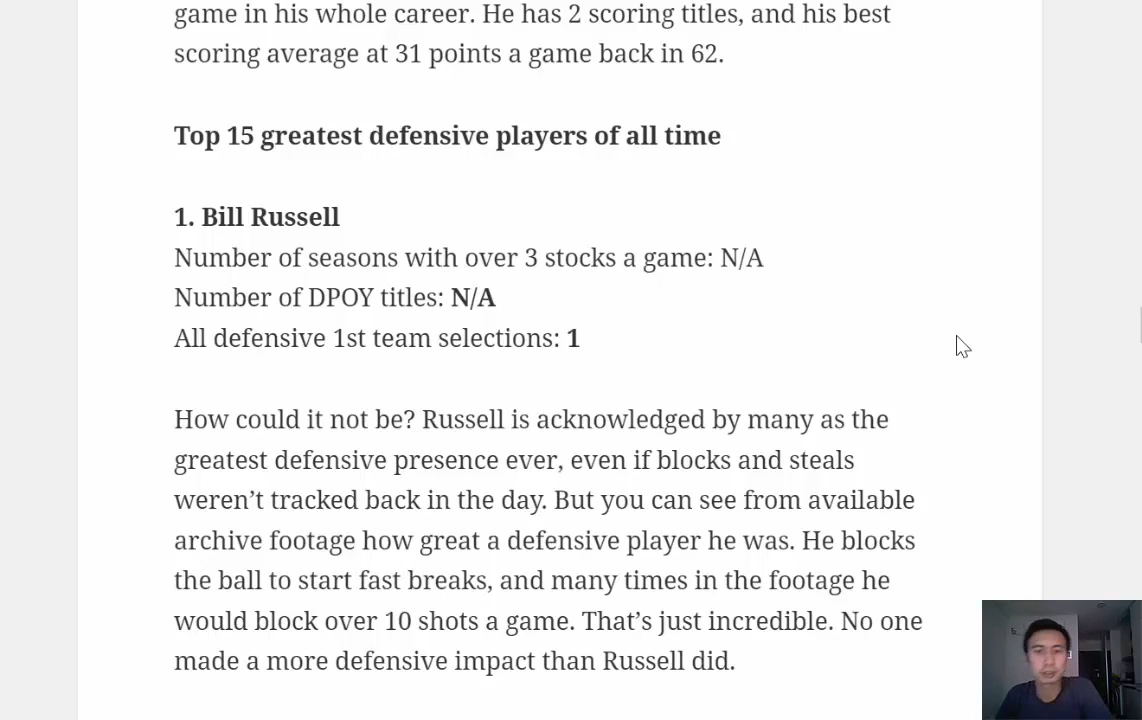 game in his whole career. He has 2 scoring titles, and his best
scoring average at 31 points a game back in 62.
Top 15 greatest defensive players of all time
1. Bill Russell
Number of seasons with over 3 stocks a game: N/A
Number of DPOY titles: N/A
All defensive 1st team selections: 1
How could it not be? Russell is acknowledged by many as the
greatest defensive presence ever, even if blocks and steals
weren’t tracked back in the day. But you can see from available
archive footage how great a defensive player he was. He blocks
the ball to start fast breaks, and many times in the footage he
would block over 10 shots a game. That’s just incredible. No one
made a more defensive impact than Russell did.